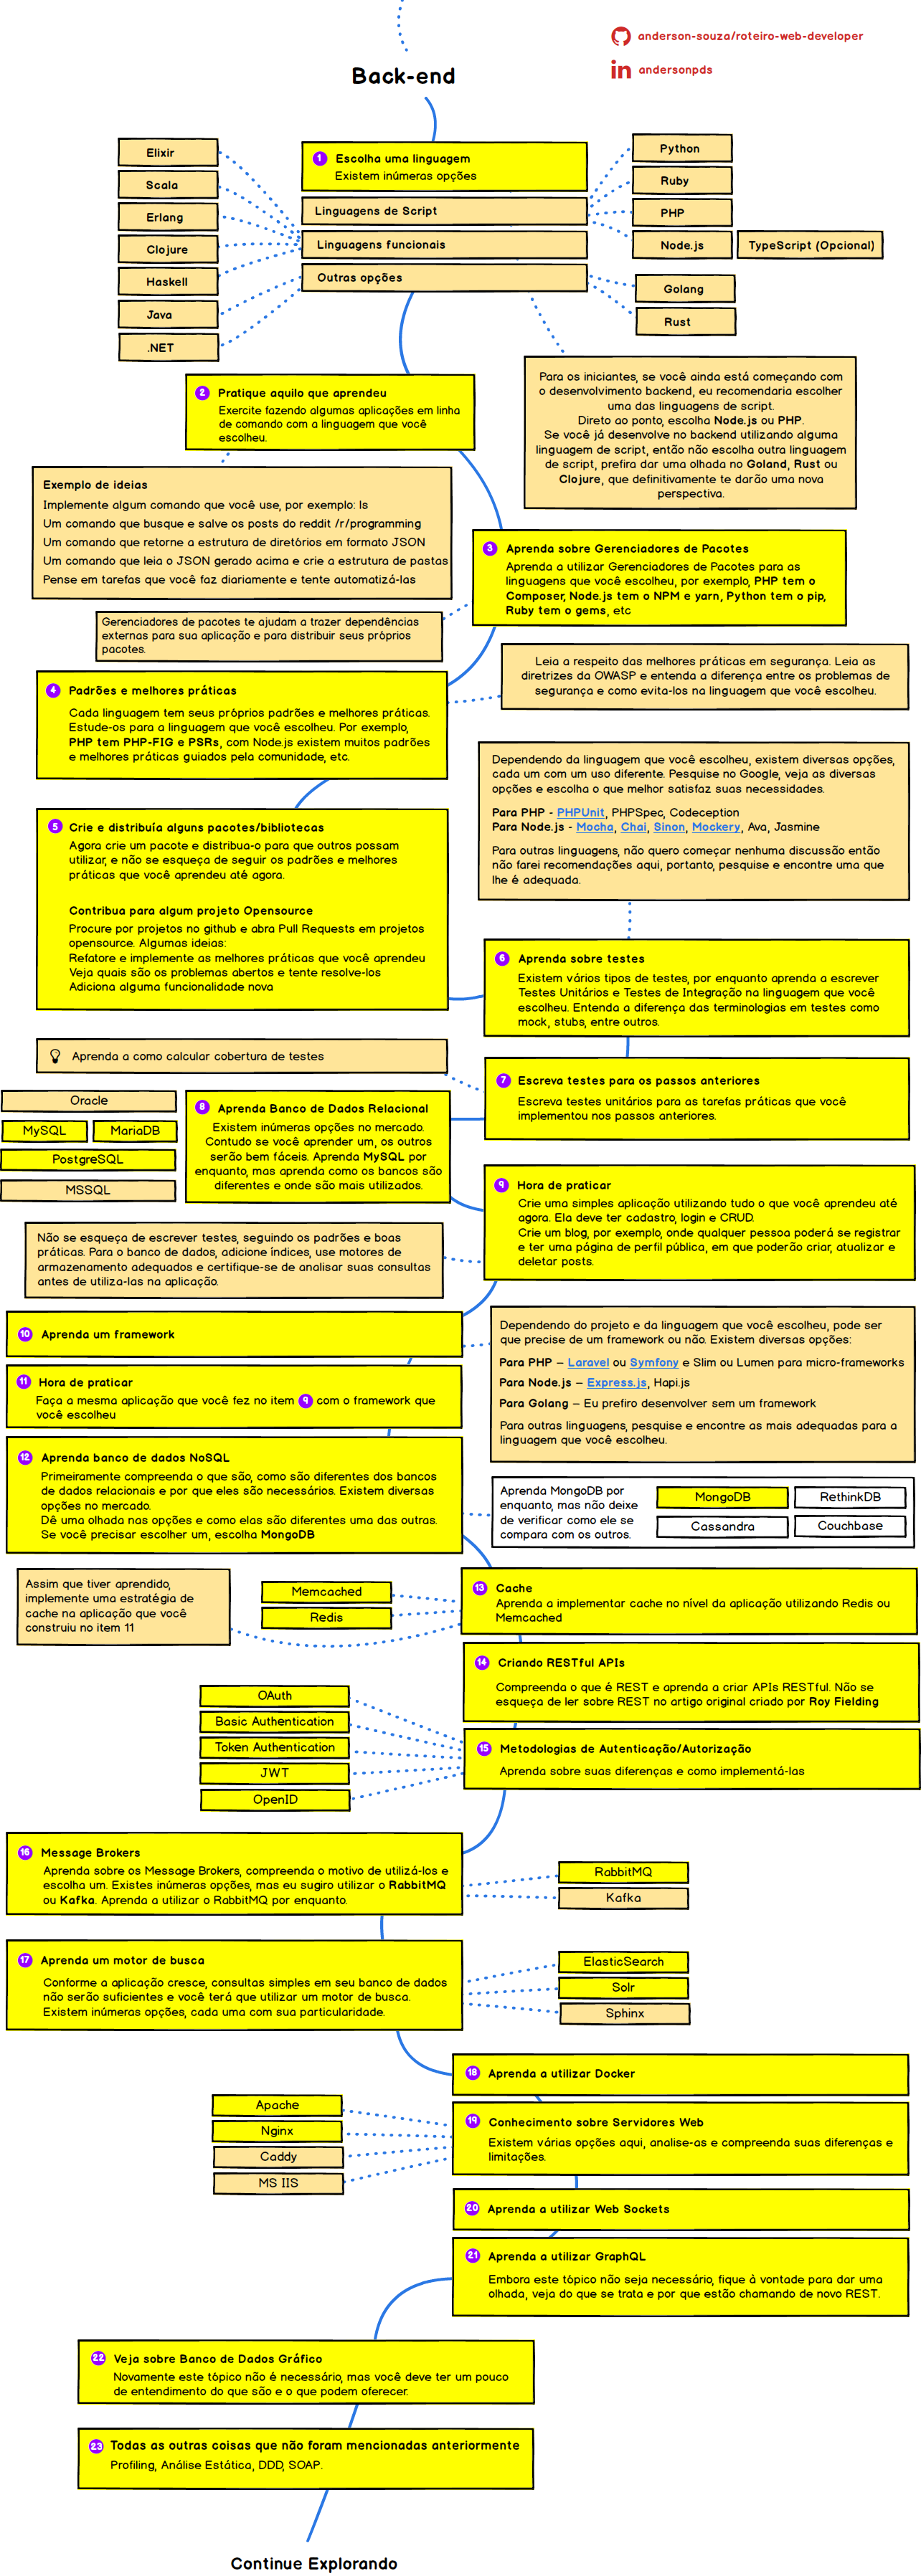 anderson-souza/roteiro-web-developer
andersonpds
Back-end
1 Escolha uma linguagem
Existem inúmeras opções
Linguagens de Script
Linguagens funcionais
Outras opções
Elixir
Scala
Erlang
Clojure
Haskell
Java
.NET
Python
Ruby
PHP
Node.js
TypeScript (Opcional)
Golang
Rust
Para os iniciantes, se você ainda está começando com
o desenvolvimento backend, eu recomendaria escolher
uma das linguagens de script.
Direto ao ponto, escolha Node.js ou PHP.
Se você já desenvolve no backend utilizando alguma
linguagem de script, então não escolha outra linguagem
de script, prefira dar uma olhada no Goland, Rust ou
Clojure, que definitivamente te darão uma nova
perspectiva.
2 Pratique aquilo que aprendeu
Exercite fazendo algumas aplicações em linha
de comando com a linguagem que você
escolheu.
Exemplo de ideias
Implemente algum comando que você use, por exemplo: ls
Um comando que busque e salve os posts do reddit /r/programming
Um comando que retorne a estrutura de diretórios em formato JSON
Um comando que leia o JSON gerado acima e crie a estrutura de pastas
Pense em tarefas que você faz diariamente e tente automatizá-las
3 Aprenda sobre Gerenciadores de Pacotes
Aprenda a utilizar Gerenciadores de Pacotes para as
linguagens que você escolheu, por exemplo, PHP tem o
Composer, Node.js tem o NPM e yarn, Python tem o pip,
Ruby tem o gems, etc
Gerenciadores de pacotes te ajudam a trazer dependências
externas para sua aplicação e para distribuir seus próprios
pacotes.
Leia a respeito das melhores práticas em segurança. Leia as
diretrizes da OWASP e entenda a diferença entre os problemas de
segurança e como evita-los na linguagem que você escolheu.
4 Padrões e melhores práticas
Cada linguagem tem seus próprios padrões e melhores práticas.
Estude-os para a linguagem que você escolheu. Por exemplo,
PHP tem PHP-FIG e PSRs, com Node.js existem muitos padrões
e melhores práticas guiados pela comunidade, etc.
Dependendo da linguagem que você escolheu, existem diversas opções,
cada um com um uso diferente. Pesquise no Google, veja as diversas
opções e escolha o que melhor satisfaz suas necessidades.
Para PHP - PHPUnit, PHPSpec, Codeception
Para Node.js - Mocha, Chai, Sinon, Mockery, Ava, Jasmine
Para outras linguagens, não quero começar nenhuma discussão então
não farei recomendações aqui, portanto, pesquise e encontre uma que
lhe é adequada.
5 Crie e distribuía alguns pacotes/bibliotecas
Agora crie um pacote e distribua-o para que outros possam
utilizar, e não se esqueça de seguir os padrões e melhores
práticas que você aprendeu até agora.
Contribua para algum projeto Opensource
Procure por projetos no github e abra Pull Requests em projetos
opensource. Algumas ideias:
Refatore e implemente as melhores práticas que você aprendeu
Veja quais são os problemas abertos e tente resolve-los
Adiciona alguma funcionalidade nova
6 Aprenda sobre testes
Existem vários tipos de testes, por enquanto aprenda a escrever
Testes Unitários e Testes de Integração na linguagem que você
escolheu. Entenda a diferença das terminologias em testes como
mock, stubs, entre outros.
Aprenda a como calcular cobertura de testes
7 Escreva testes para os passos anteriores
Escreva testes unitários para as tarefas práticas que você
implementou nos passos anteriores.
Oracle
MySQL
MariaDB
PostgreSQL
MSSQL
8 Aprenda Banco de Dados Relacional
Existem inúmeras opções no mercado.
Contudo se você aprender um, os outros
serão bem fáceis. Aprenda MySQL por
enquanto, mas aprenda como os bancos são
diferentes e onde são mais utilizados.
9 Hora de praticar
Crie uma simples aplicação utilizando tudo o que você aprendeu até
agora. Ela deve ter cadastro, login e CRUD.
Crie um blog, por exemplo, onde qualquer pessoa poderá se registrar
e ter uma página de perfil pública, em que poderão criar, atualizar e
deletar posts.
Não se esqueça de escrever testes, seguindo os padrões e boas
práticas. Para o banco de dados, adicione índices, use motores de
armazenamento adequados e certifique-se de analisar suas consultas
antes de utiliza-las na aplicação.
10 Aprenda um framework
Dependendo do projeto e da linguagem que você escolheu, pode ser
que precise de um framework ou não. Existem diversas opções:
Para PHP – Laravel ou Symfony e Slim ou Lumen para micro-frameworks
Para Node.js – Express.js, Hapi.js
Para Golang – Eu prefiro desenvolver sem um framework
Para outras linguagens, pesquise e encontre as mais adequadas para a
linguagem que você escolheu.
11 Hora de praticar
Faça a mesma aplicação que você fez no item 9 com o framework que
você escolheu
12 Aprenda banco de dados NoSQL
Primeiramente compreenda o que são, como são diferentes dos bancos
de dados relacionais e por que eles são necessários. Existem diversas
opções no mercado.
Dê uma olhada nas opções e como elas são diferentes uma das outras.
Se você precisar escolher um, escolha MongoDB
Aprenda MongoDB por
enquanto, mas não deixe
de verificar como ele se
compara com os outros.
MongoDB
RethinkDB
Cassandra
Couchbase
13 Cache
Aprenda a implementar cache no nível da aplicação utilizando Redis ou
Memcached
Assim que tiver aprendido,
implemente uma estratégia de
cache na aplicação que você
construiu no item 11
Memcached
Redis
14 Criando RESTful APIs
Compreenda o que é REST e aprenda a criar APIs RESTful. Não se
esqueça de ler sobre REST no artigo original criado por Roy Fielding
OAuth
Basic Authentication
Token Authentication
JWT
OpenID
15 Metodologias de Autenticação/Autorização
Aprenda sobre suas diferenças e como implementá-las
16 Message Brokers
Aprenda sobre os Message Brokers, compreenda o motivo de utilizá-los e
escolha um. Existes inúmeras opções, mas eu sugiro utilizar o RabbitMQ
ou Kafka. Aprenda a utilizar o RabbitMQ por enquanto.
RabbitMQ
Kafka
17 Aprenda um motor de busca
Conforme a aplicação cresce, consultas simples em seu banco de dados
não serão suficientes e você terá que utilizar um motor de busca.
Existem inúmeras opções, cada uma com sua particularidade.
ElasticSearch
Solr
Sphinx
18 Aprenda a utilizar Docker
Apache
Nginx
Caddy
MS IIS
19 Conhecimento sobre Servidores Web
Existem várias opções aqui, analise-as e compreenda suas diferenças e
limitações.
20 Aprenda a utilizar Web Sockets
21 Aprenda a utilizar GraphQL
Embora este tópico não seja necessário, fique à vontade para dar uma
olhada, veja do que se trata e por que estão chamando de novo REST.
22 Veja sobre Banco de Dados Gráfico
Novamente este tópico não é necessário, mas você deve ter um pouco
de entendimento do que são e o que podem oferecer.
23 Todas as outras coisas que não foram mencionadas anteriormente
Profiling, Análise Estática, DDD, SOAP.
Continue Explorando